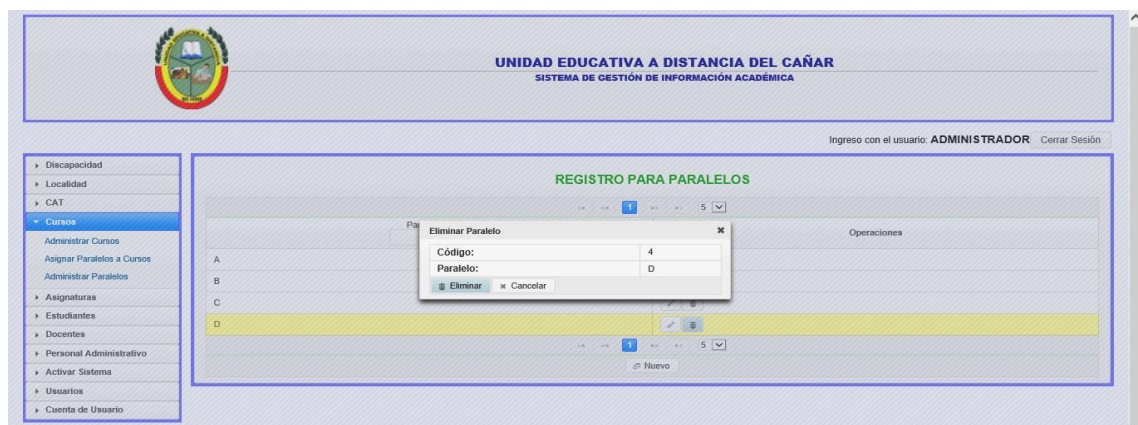 UNIDAD EDUCATIVA A DISTANCIA DEL CAÑAR
SISTEMA DE GESTIÓN DE INFORMACIÓN ACADÉMICA
Ingreso con el usuario: ADMINISTRADOR Cerrar Sesión
Discapacidad
Localidad
CAT
Cursos
Administrar Cursos
Asignar Paralelos a Cursos
Administrar Paralelos
Asignaturas
Estudiantes
Docentes
Personal Administrativo
Activar Sistema
Usuarios
Cuenta de Usuario
REGISTRO PARA PARALELOS
1 5
Operaciones
A
B
C
D
Eliminar Paralelo
Código: 4
Paralelo: D
Eliminar Cancelar
1 5
Nuevo